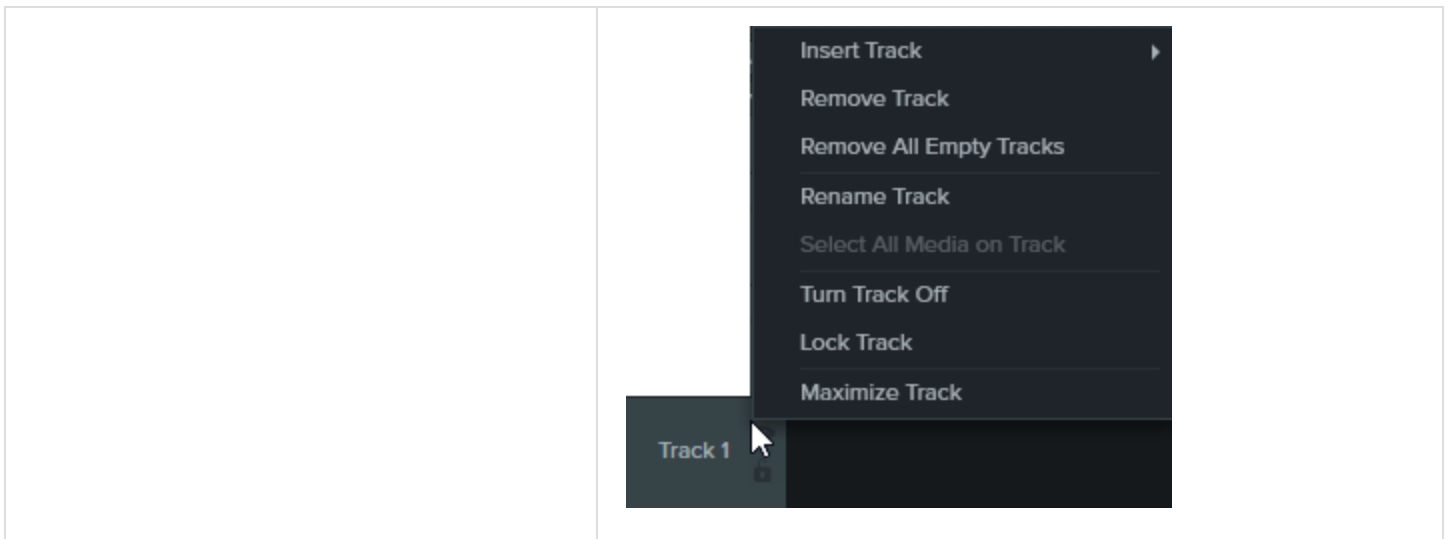 Insert Track
Remove Track
Remove All Empty Tracks
Rename Track
Select All Media on Track
Turn Track Off
Lock Track
Maximize Track
Track 1